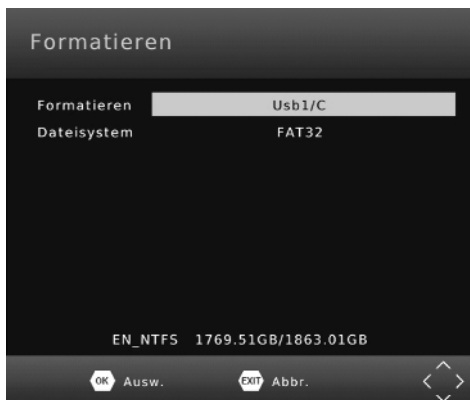 Formatieren
Formatieren Usb1/C
Dateisystem FAT32
EN_NTFS 1769.51GB/1863.01GB
OK Ausw. EXIT Abbr.